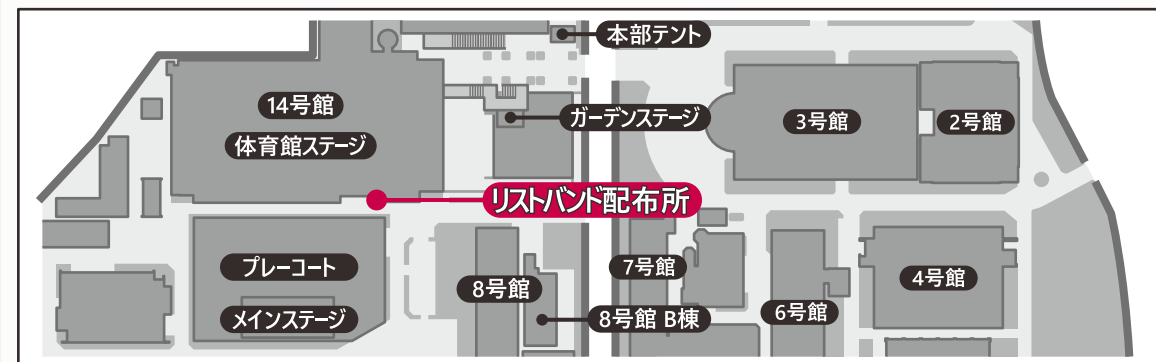 本部テント
14号館
体育館ステージ
ガーデンステージ
3号館
2号館
リストバンド配布所
プレーコート
メインステージ
8号館
8号館 B棟
7号館
6号館
4号館